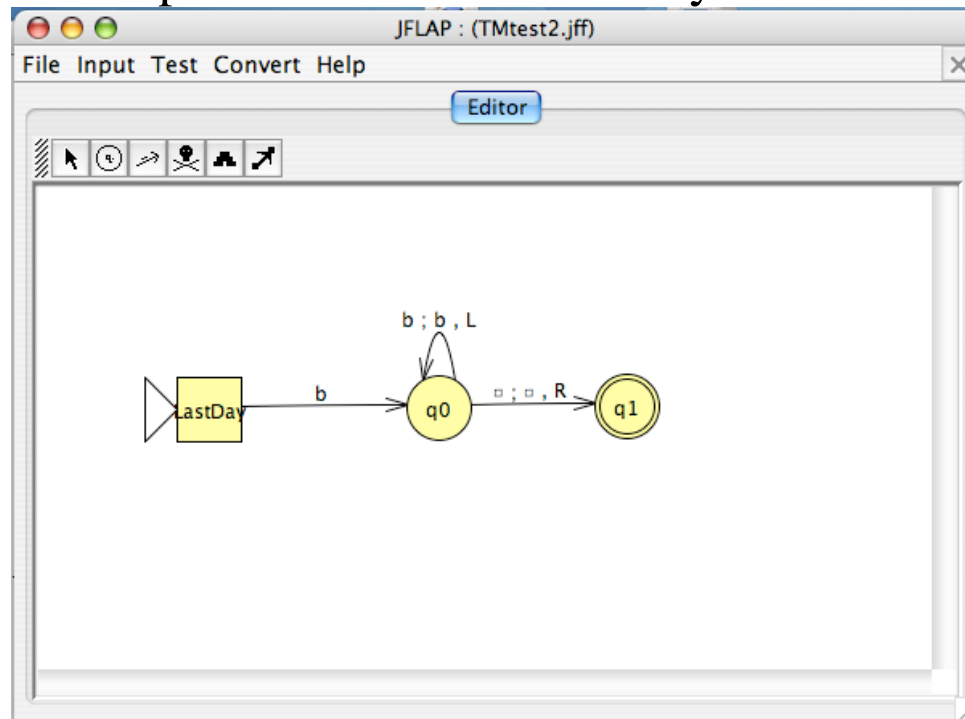 JFLAP : (TMtest2.jff)
File Input Test Convert Help
Editor
b ; b , L
LastDay
b
q0
□ ; □ , R
q1